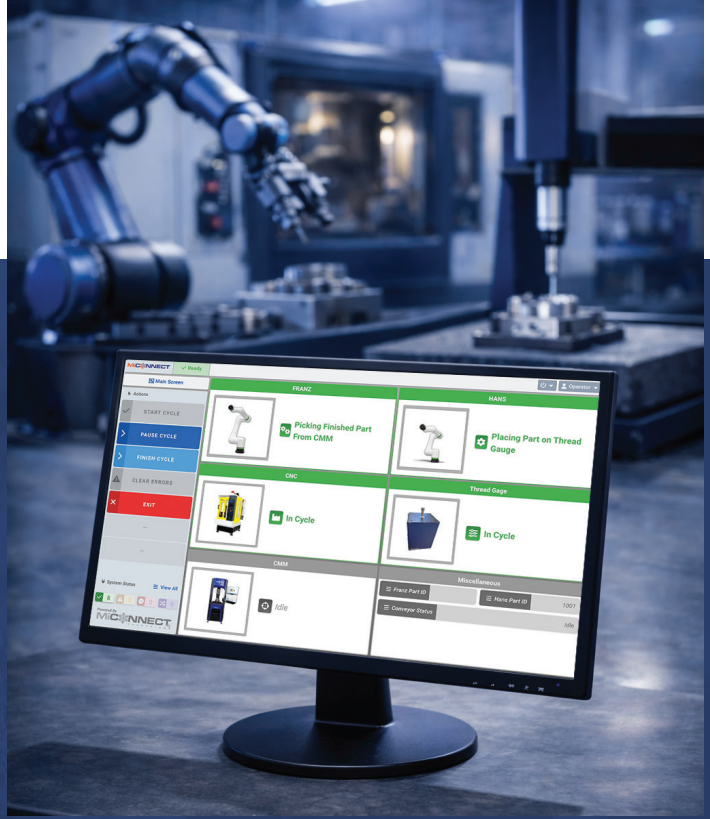 MiCONNECT
Ready
Operator
Main Screen
Actions
START CYCLE
PAUSE CYCLE
FINISH CYCLE
CLEAR ERRORS
EXIT
System Status
View All
Powered By
MiCONNECT
FRANZ
Picking Finished Part
From CMM
HANS
Placing Part on Thread
Gauge
CNC
In Cycle
Thread Gage
In Cycle
CMM
Idle
Miscellaneous
Franz Part ID
Hans Part ID
1001
Conveyor Status
Idle